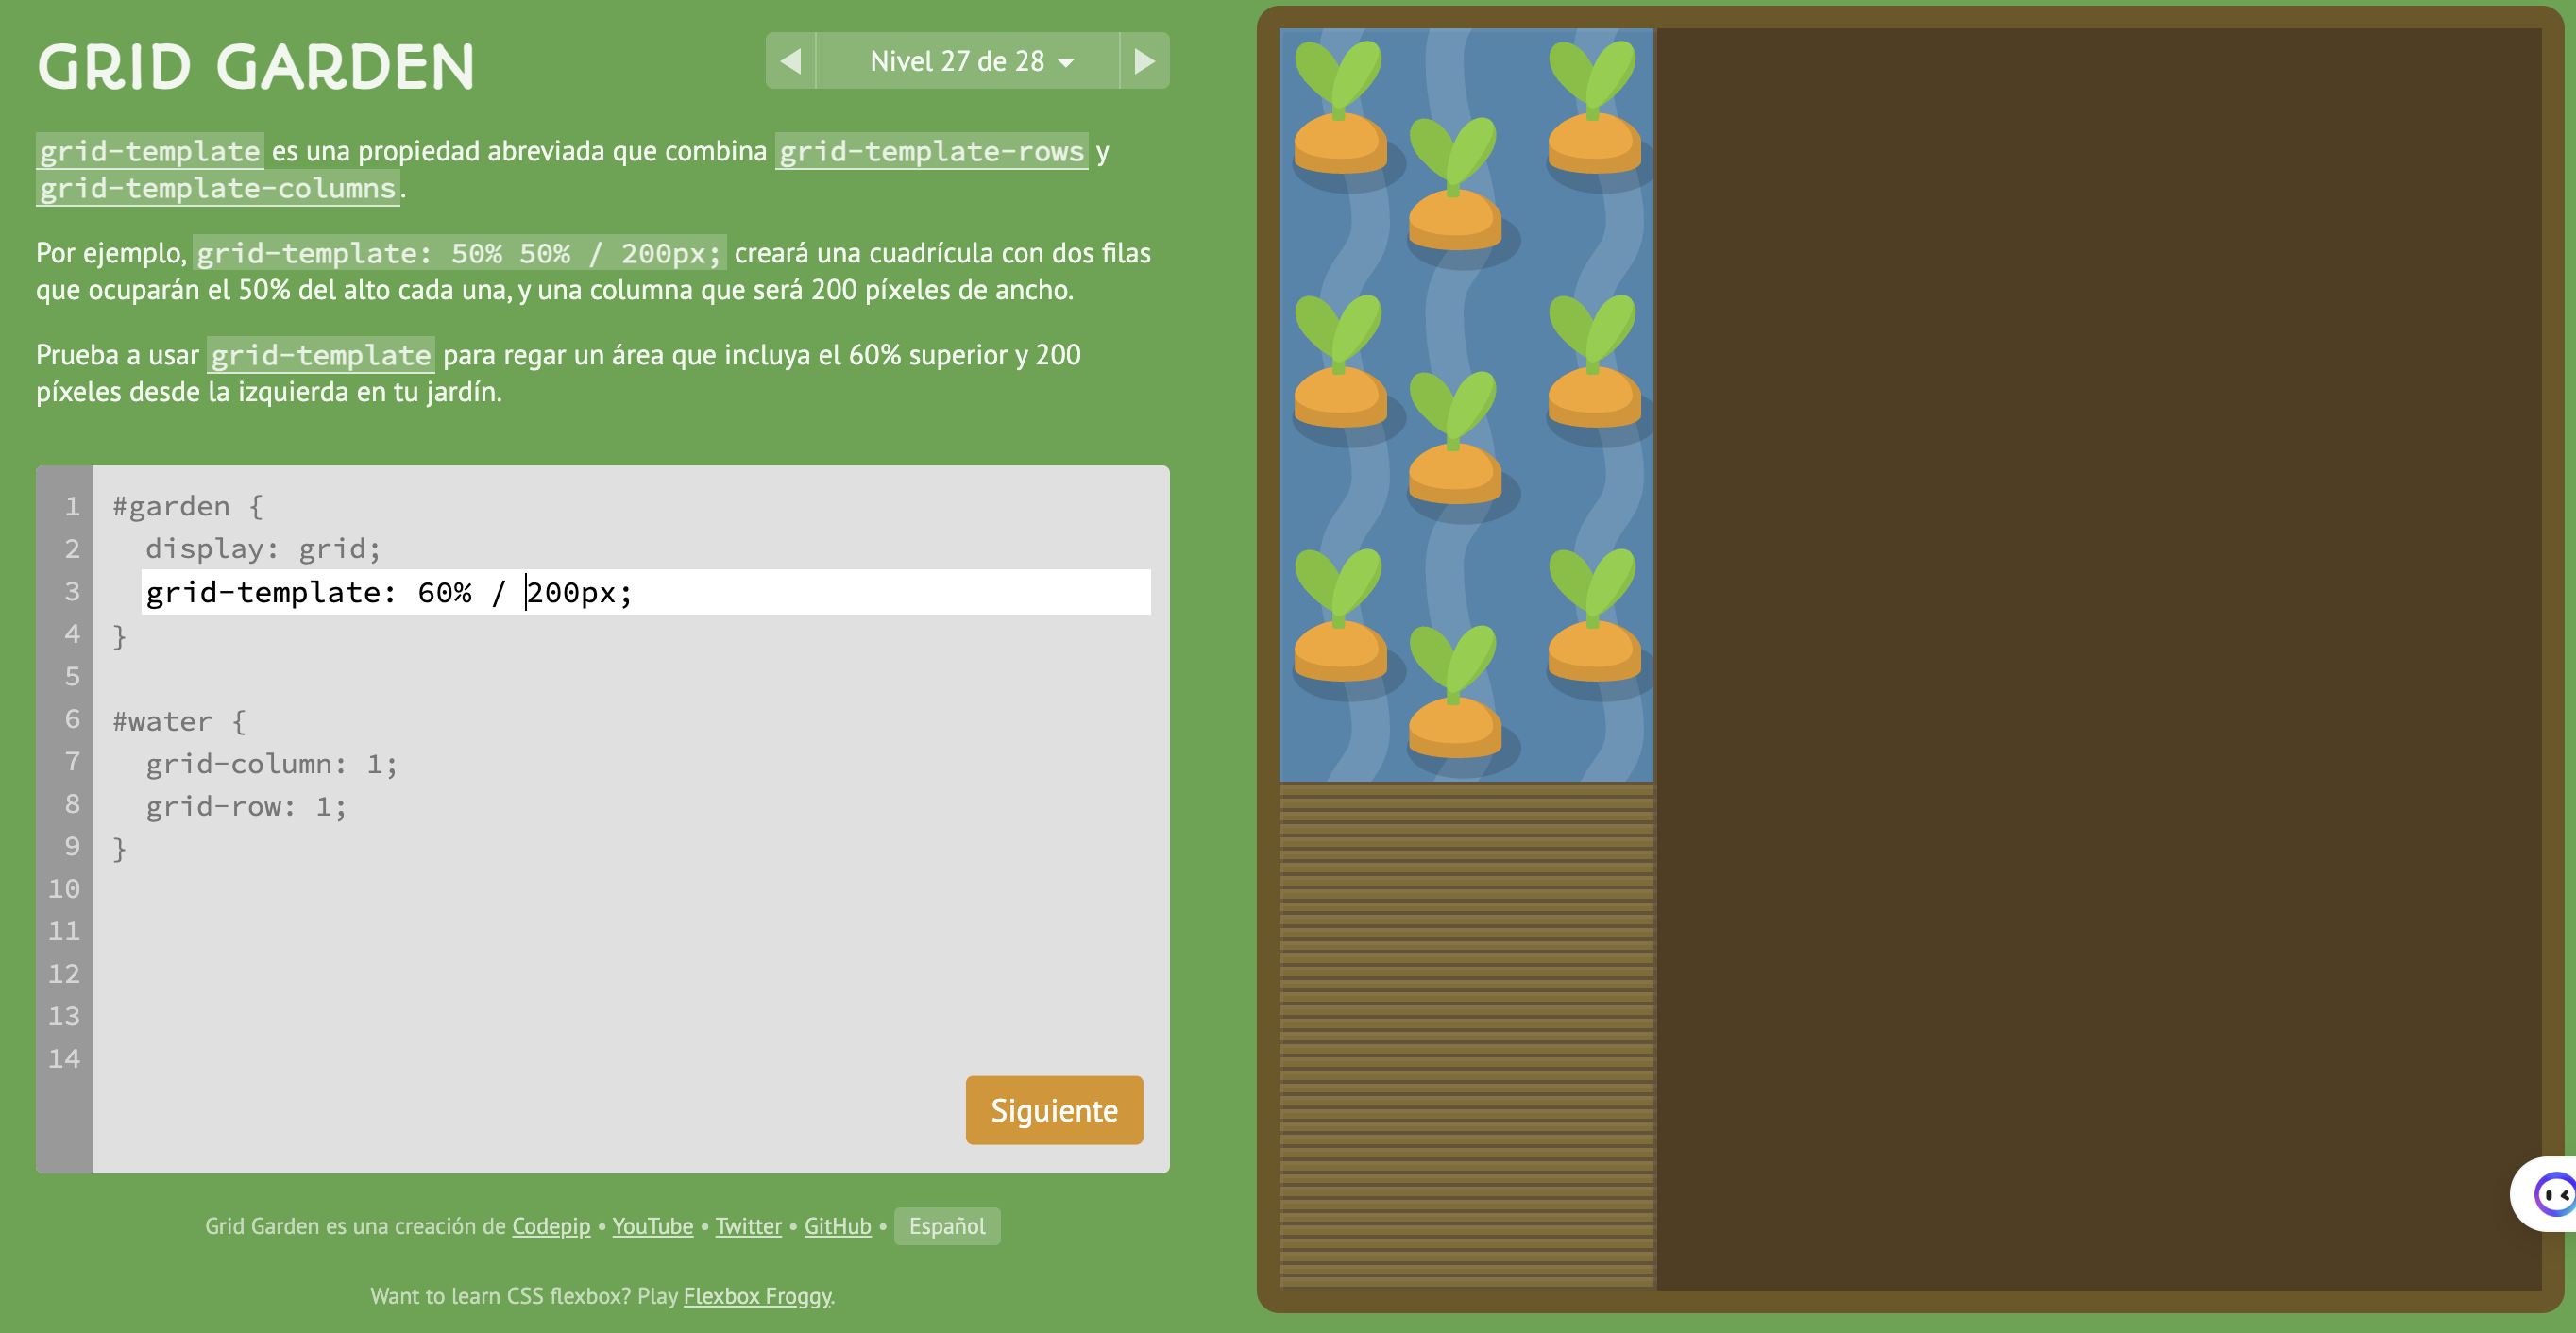 GRID GARDEN
Nivel 27 de 28
grid-template es una propiedad abreviada que combina grid-template-rows y
grid-template-columns.
Por ejemplo, grid-template: 50% 50% / 200px; creará una cuadrícula con dos filas
que ocuparán el 50% del alto cada una, y una columna que será 200 píxeles de ancho.
Prueba a usar grid-template para regar un área que incluya el 60% superior y 200
píxeles desde la izquierda en tu jardín.
1 #garden {
2 display: grid;
3 grid-template: 60% / 200px;
4 }
5
6 #water {
7 grid-column: 1;
8 grid-row: 1;
9 }
10
11
12
13
14
Siguiente
Grid Garden es una creación de Codepip • YouTube • Twitter • GitHub • Español
Want to learn CSS flexbox? Play Flexbox Froggy.